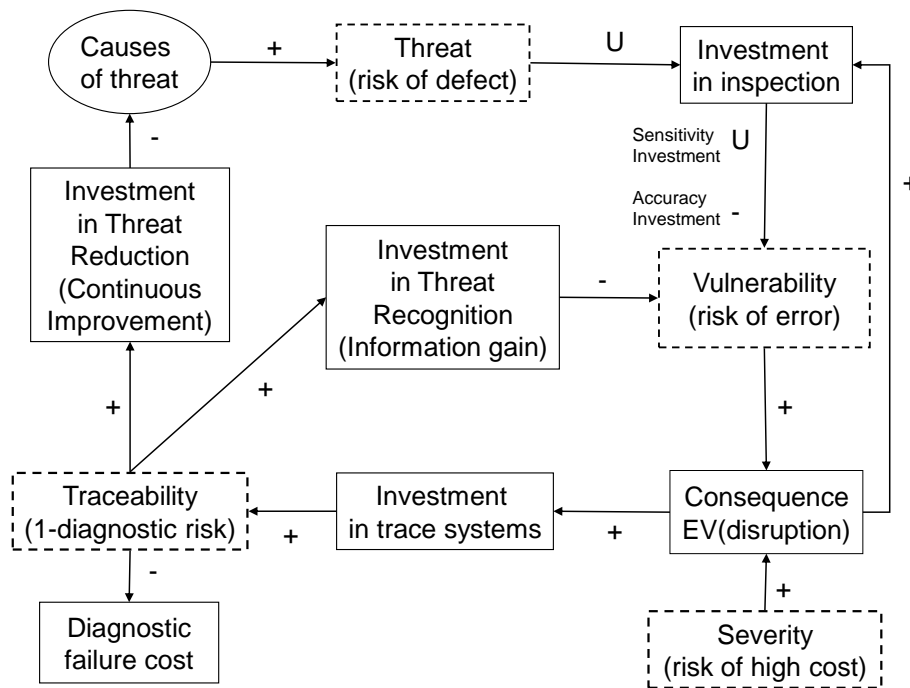 Causes
of threat
+
Threat
(risk of defect)
U
Investment
in inspection
-
Sensitivity
Investment
U
+
Accuracy
Investment
-
Investment
in Threat
Reduction
(Continuous
Improvement)
Investment
in Threat
Recognition
(Information gain)
-
Vulnerability
(risk of error)
+
+
+
Traceability
(1-diagnostic risk)
+
Investment
in trace systems
+
Consequence
EV(disruption)
-
+
Diagnostic
failure cost
Severity
(risk of high cost)